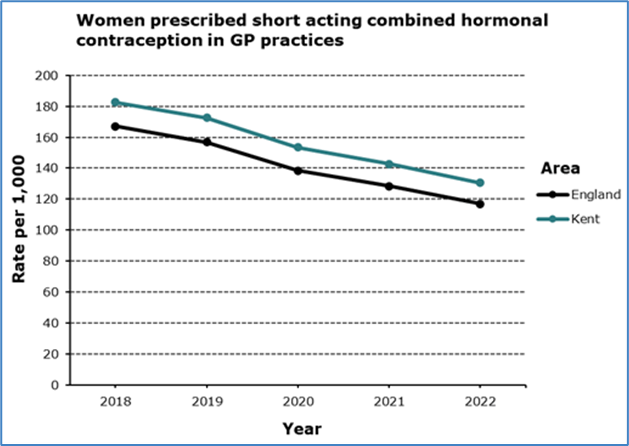 Women prescribed short acting combined hormonal
contraception in GP practices
200
180
160
140
120
100
80
60
40
20
0
Rate per 1,000
2018 2019 2020 2021 2022
Year
Area
England
Kent